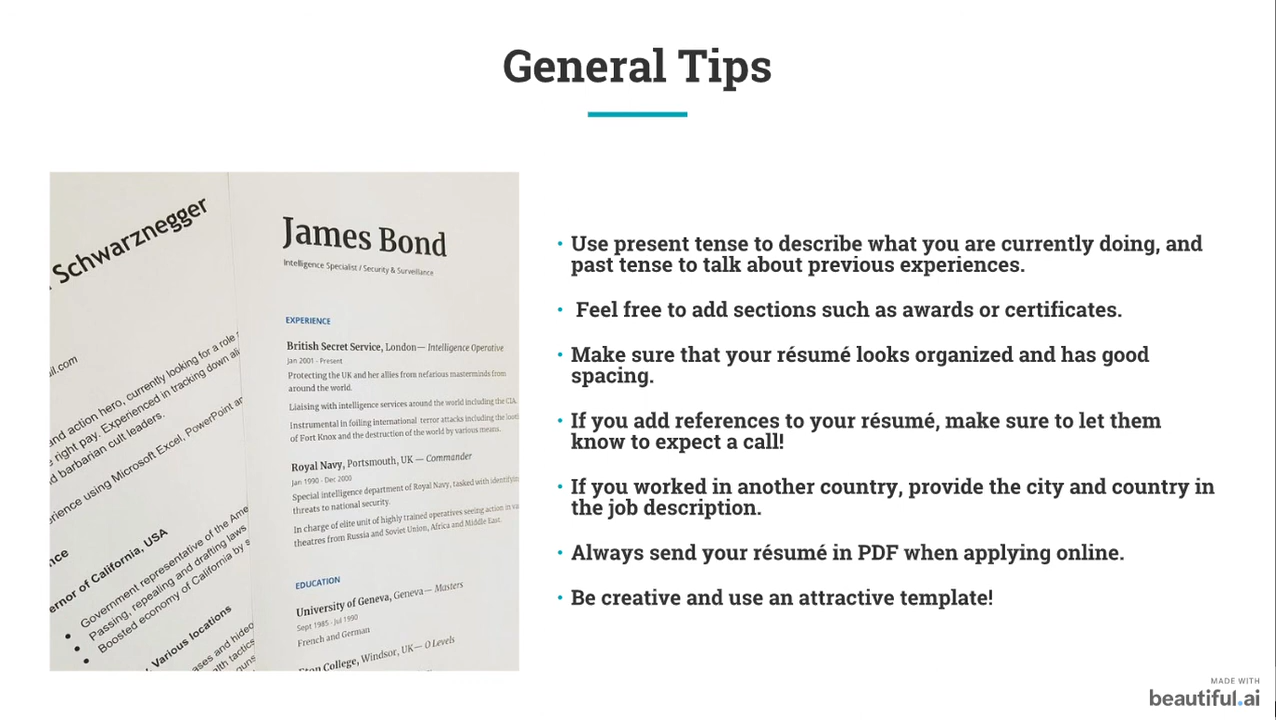 General Tips
Schwarznegger
il.com
and action hero, currently looking for a role
right pay. Experienced in tracking down
barbarian cult leaders.
rience using Microsoft Excel, PowerPoint
ernor of California, USA
Government representative of the
Passing, repealing and drafting laws
Boosted economy of California by
Various locations
James Bond
Intelligence Specialist / Security & Surveillance
EXPERIENCE
British Secret Service, London— Intelligence Operative
Jan 2001 - Present
Protecting the UK and her allies from nefarious masterminds from
around the world.
Liaising with intelligence services around the world including the CIA.
Instrumental in foiling international terror attacks including the
of Fort Knox and the destruction of the world by various means.
Royal Navy, Portsmouth, UK — Commander
Jan 1990 - Dec 2000
Special intelligence department of Royal Navy, tasked with
threats to national security.
In charge of elite unit of highly trained operatives seeing action in
theatres from Russia and Soviet Union, Africa and Middle East.
EDUCATION
University of Geneva, Geneva— Masters
Sept 1985 - Jul 1990
French and German
Eton College, Windsor, UK— O Levels
• Use present tense to describe what you are currently doing, and
past tense to talk about previous experiences.
• Feel free to add sections such as awards or certificates.
• Make sure that your résumé looks organized and has good
spacing.
• If you add references to your résumé, make sure to let them
know to expect a call!
• If you worked in another country, provide the city and country in
the job description.
• Always send your résumé in PDF when applying online.
• Be creative and use an attractive template!
MADE WITH
beautiful.ai